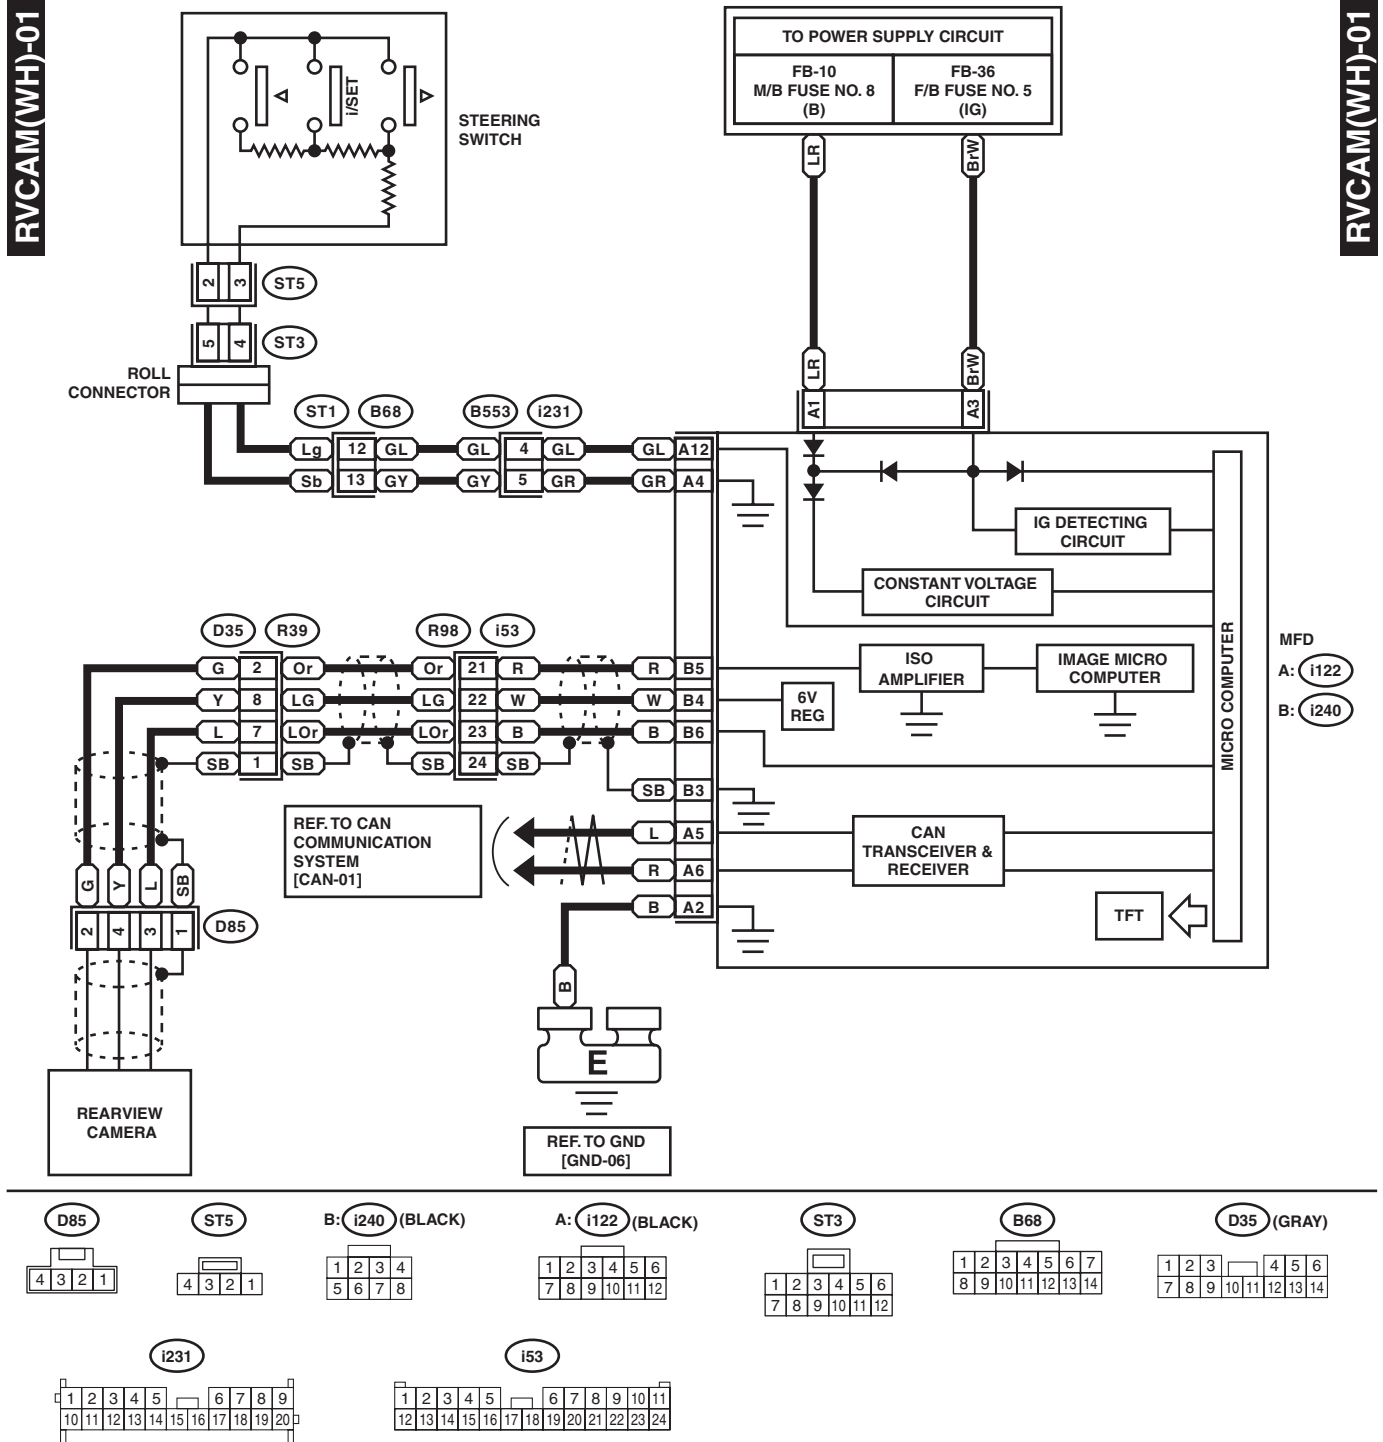 RVCAM(WH)-01
RVCAM(WH)-01
TO POWER SUPPLY CIRCUIT
FB-10
M/B FUSE NO. 8
(B)
FB-36
F/B FUSE NO. 5
(IG)
i/SET
STEERING
SWITCH
LR
BrW
2 3 ST5
5 4 ST3
ROLL
CONNECTOR
LR
BrW
A1
A3
ST1 B68 B553 i231
Lg 12 GL GL 4 GL GL A12
Sb 13 GY GY 5 GR GR A4
IG DETECTING
CIRCUIT
CONSTANT VOLTAGE
CIRCUIT
D35 R39 R98 i53
G 2 Or Or 21 R R B5
Y 8 LG LG 22 W W B4
L 7 LOr LOr 23 B B B6
SB 1 SB SB 24 SB
SB B3
ISO
AMPLIFIER
IMAGE MICRO
COMPUTER
6V
REG
MICRO COMPUTER
MFD
A: i122
B: i240
REF. TO CAN
COMMUNICATION
SYSTEM
[CAN-01]
L A5
R A6
B A2
CAN
TRANSCEIVER &
RECEIVER
TFT
G Y L SB
2 4 3 1 D85
B
E
REARVIEW
CAMERA
REF. TO GND
[GND-06]
D85
4 3 2 1
ST5
4 3 2 1
B: i240 (BLACK)
1 2 3 4
5 6 7 8
A: i122 (BLACK)
1 2 3 4 5 6
7 8 9 10 11 12
ST3
1 2 3 4 5 6
7 8 9 10 11 12
B68
1 2 3 4 5 6 7
8 9 10 11 12 13 14
D35 (GRAY)
1 2 3 4 5 6
7 8 9 10 11 12 13 14
i231
1 2 3 4 5 6 7 8 9
10 11 12 13 14 15 16 17 18 19 20
i53
1 2 3 4 5 6 7 8 9 10 11
12 13 14 15 16 17 18 19 20 21 22 23 24